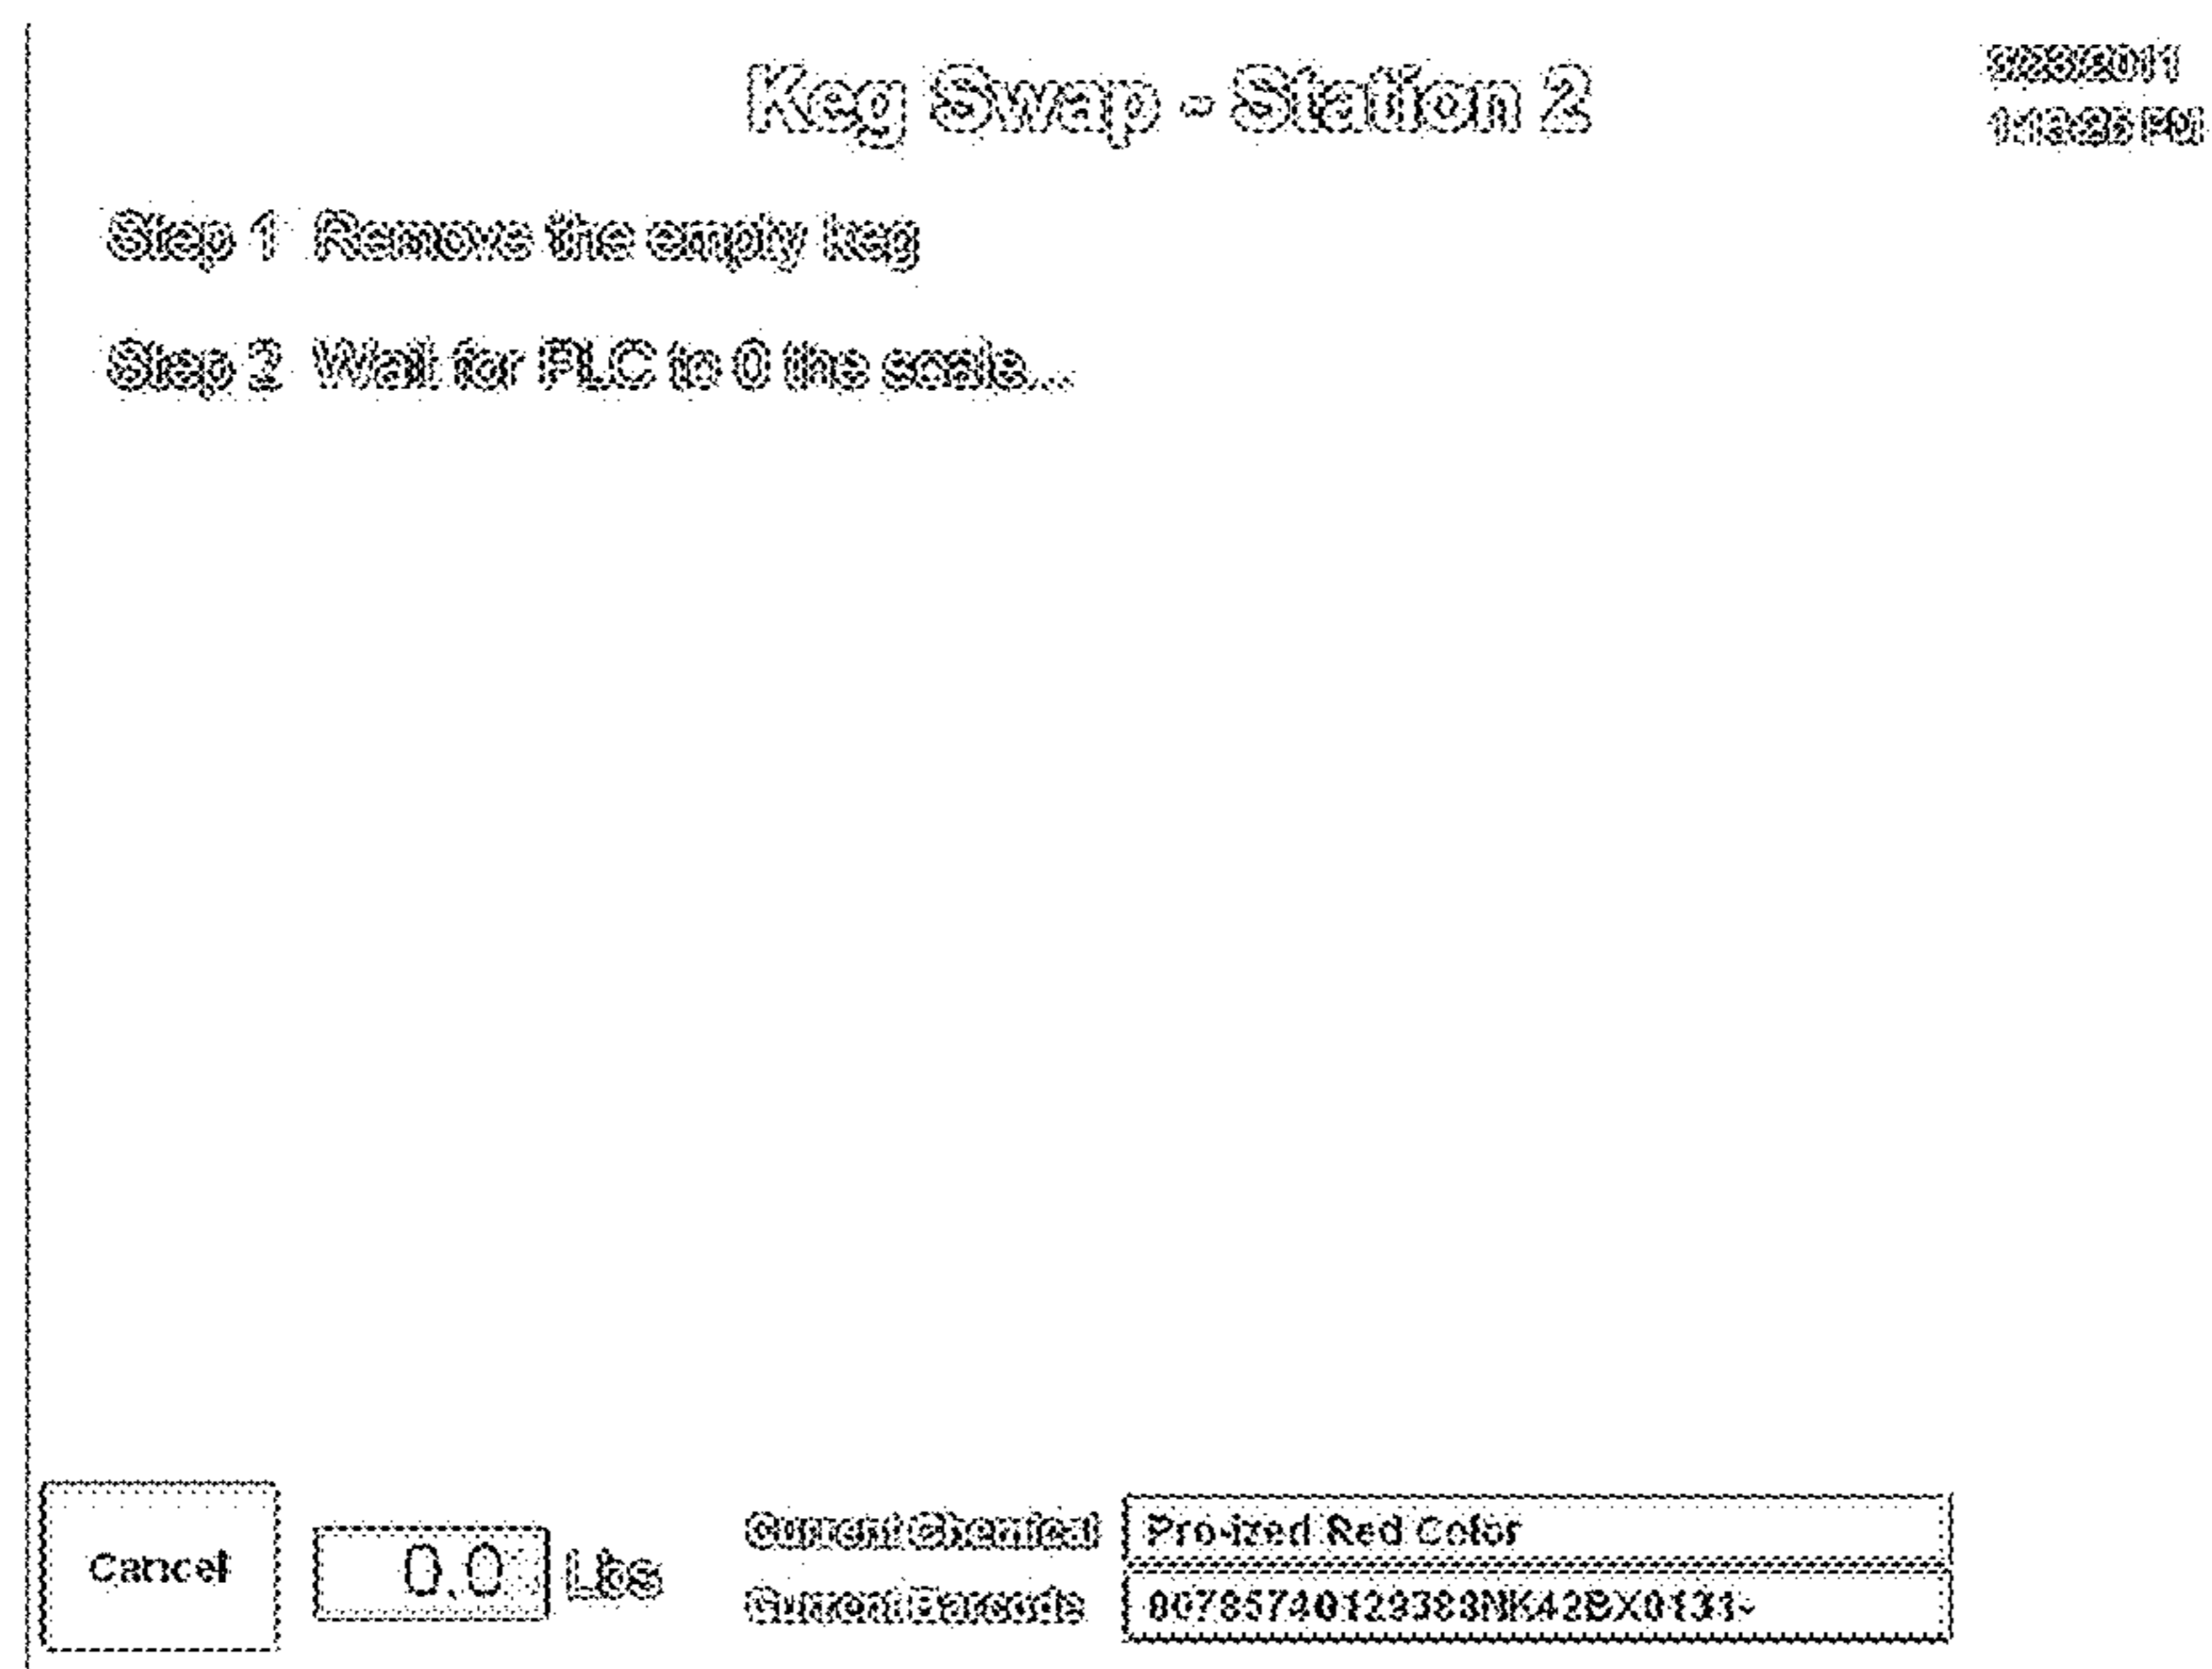 Keg Swap - Station 2
Step 1 Remove the empty keg
Step 2 Wait for PLC to 0 the scale...
Cancel
0.0 Lbs
Current Chemical Pro-ized Red Color
Current Barcode